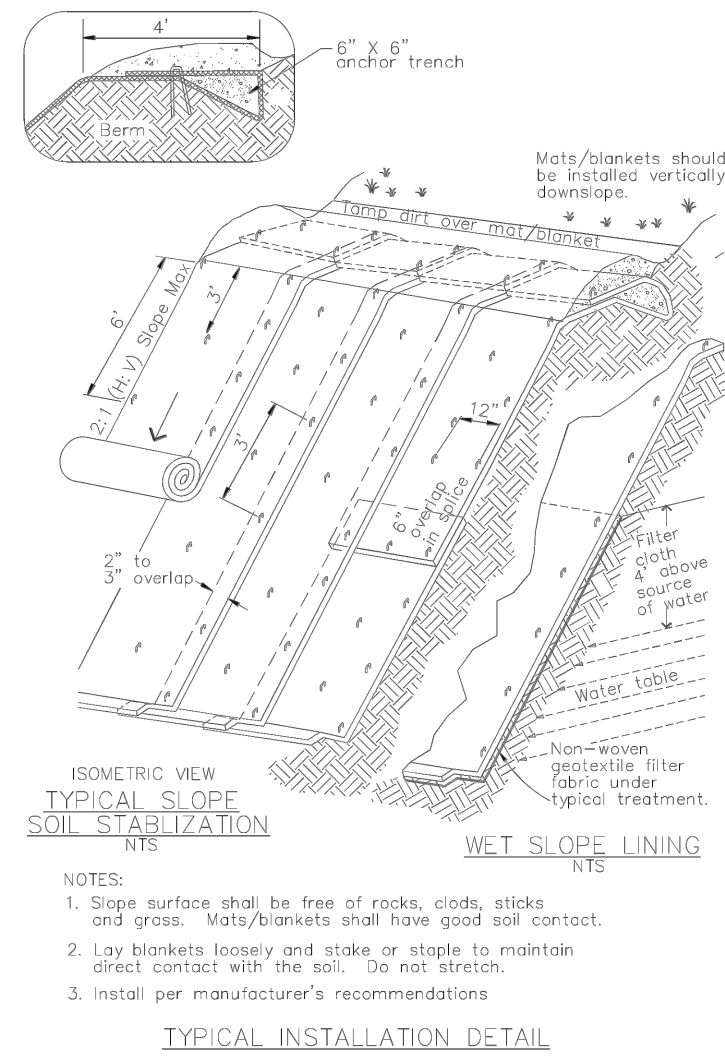 4'
6" X 6"
anchor trench
Berm
Mats/blankets should
be installed vertically
downslope.
Tamp dirt over mat/blanket
6'
3'
2:1 (H:V) Slope Max
12"
3'
6"
overlap
in splice
2" to
3" overlap
Filter
cloth
4' above
source
of water
Water table
Non-woven
geotextile filter
fabric under
typical treatment.
ISOMETRIC VIEW
TYPICAL SLOPE
SOIL STABLIZATION
NTS
WET SLOPE LINING
NTS
NOTES:
1. Slope surface shall be free of rocks, clods, sticks
and grass. Mats/blankets shall have good soil contact.
2. Lay blankets loosely and stake or staple to maintain
direct contact with the soil. Do not stretch.
3. Install per manufacturer's recommendations
TYPICAL INSTALLATION DETAIL